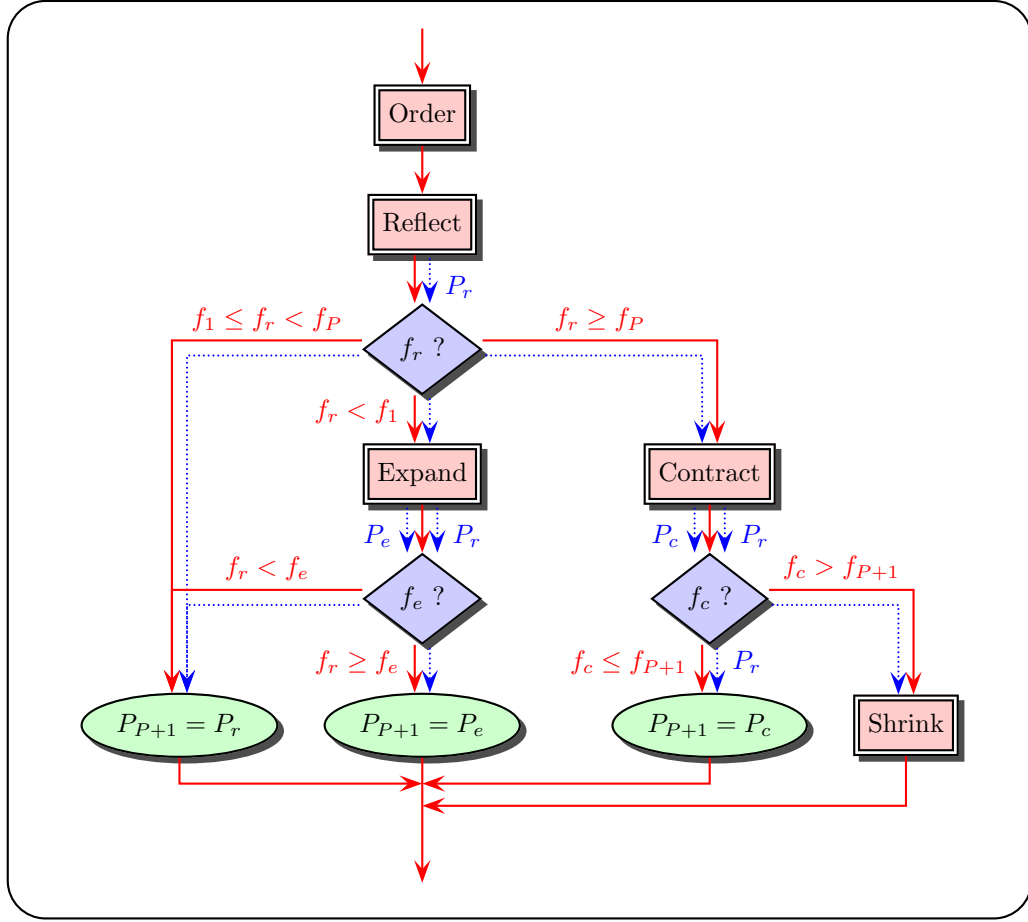 Order
Reflect
P_r
f_1 ≤ f_r < f_P
f_r ≥ f_P
f_r ?
f_r < f_1
Expand
Contract
P_e
P_r
P_c
P_r
f_r < f_e
f_c > f_{P+1}
f_e ?
f_c ?
f_r ≥ f_e
f_c ≤ f_{P+1}
P_r
P_{P+1} = P_r
P_{P+1} = P_e
P_{P+1} = P_c
Shrink